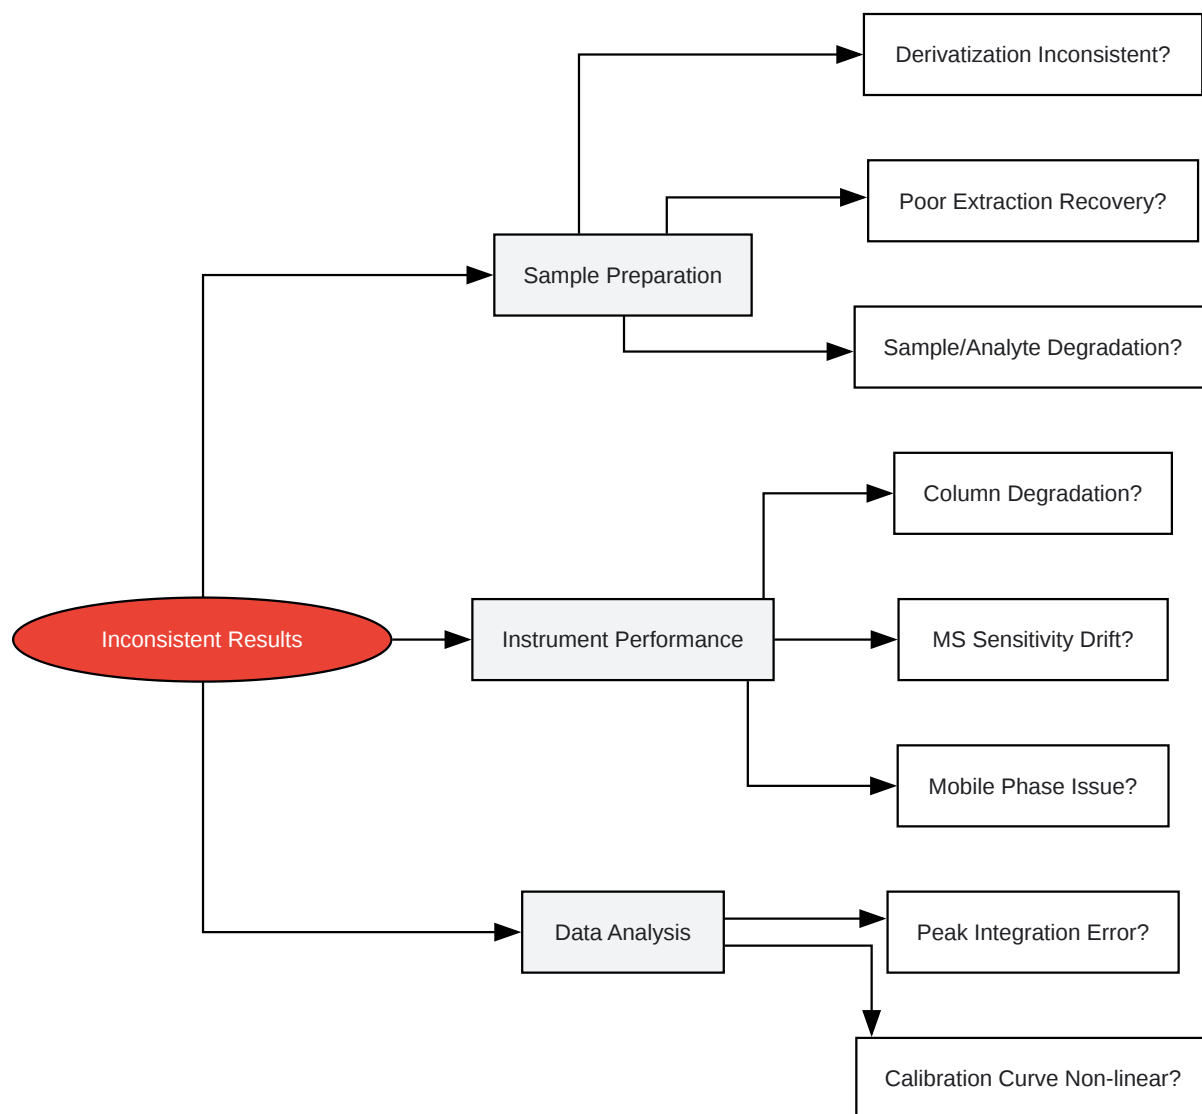 Derivatization Inconsistent?
Poor Extraction Recovery?
Sample Preparation
Sample/Analyte Degradation?
Column Degradation?
Inconsistent Results
Instrument Performance
MS Sensitivity Drift?
Mobile Phase Issue?
Data Analysis
Peak Integration Error?
Calibration Curve Non-linear?